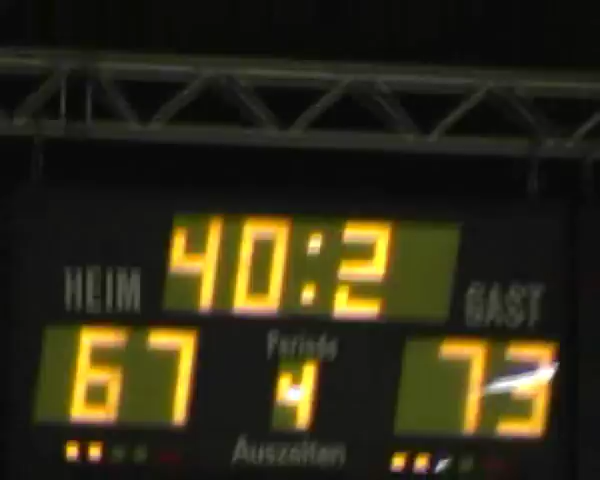 40:2
HEIM
GAST
67
Periode
73
4
Auszeiten